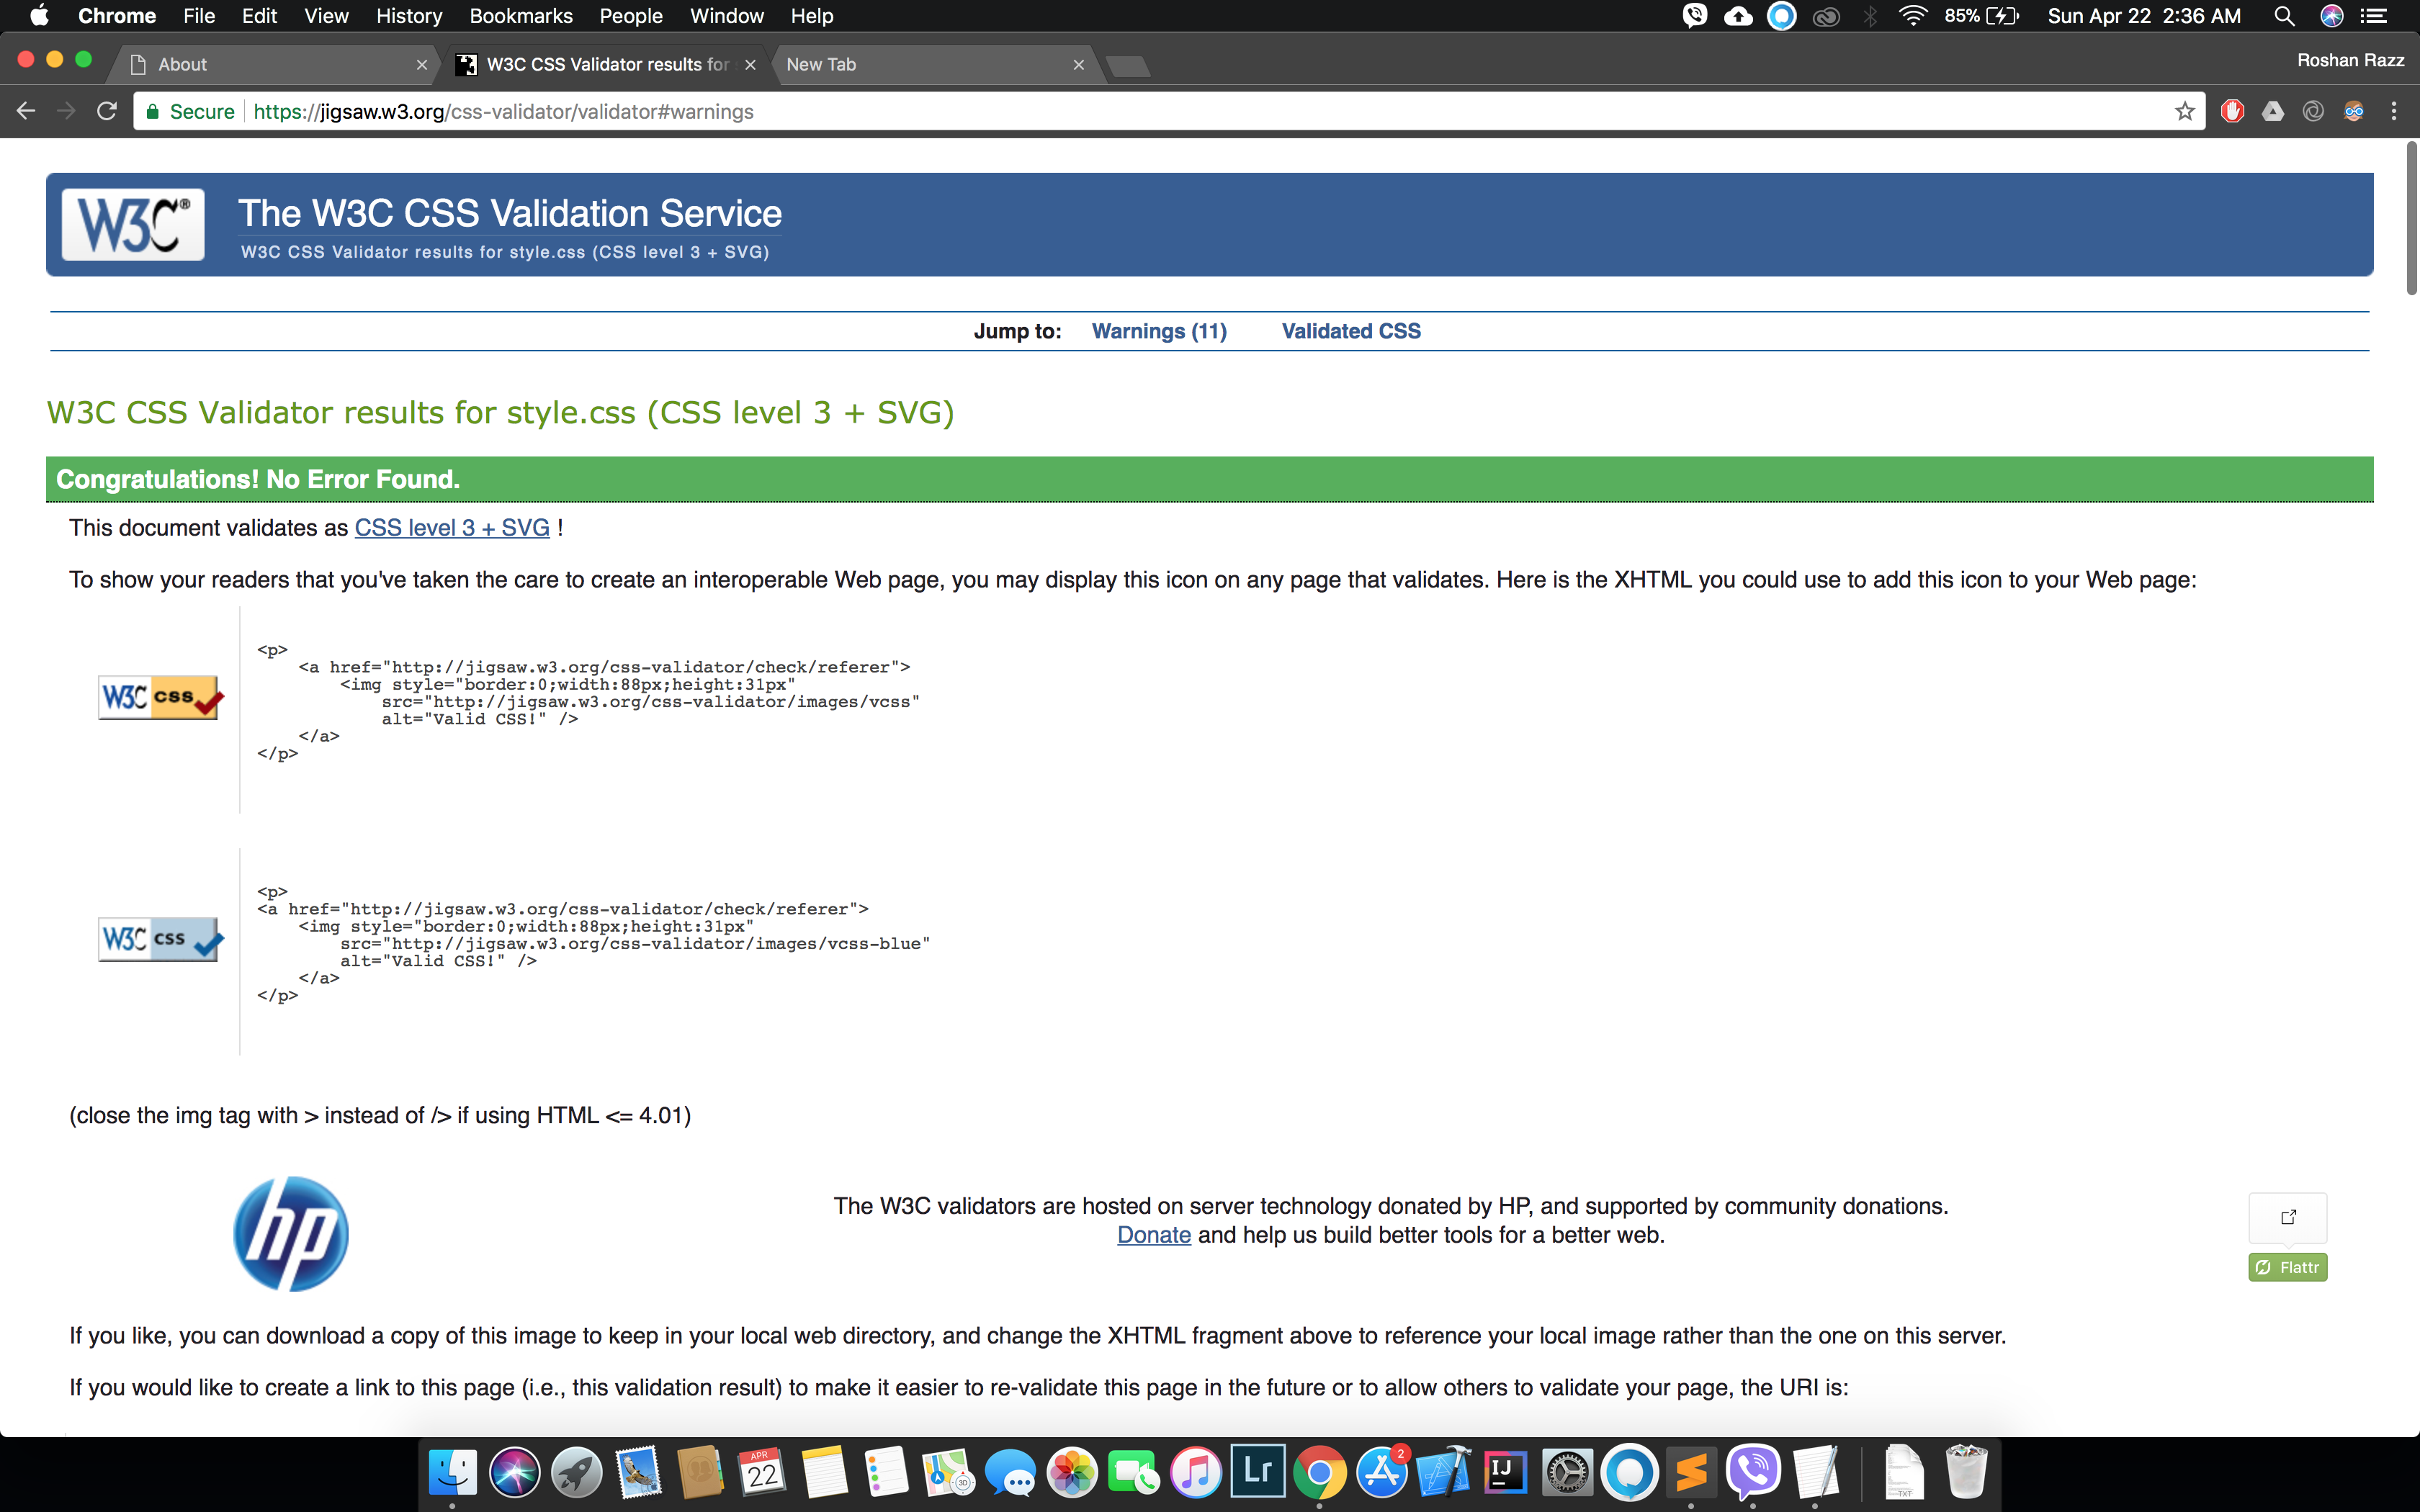 Chrome File Edit View History Bookmarks People Window Help 85% Sun Apr 22 2:36 AM
About W3C CSS Validator results for New Tab Roshan Razz
Secure https://jigsaw.w3.org/css-validator/validator#warnings
W3C® The W3C CSS Validation Service
W3C CSS Validator results for style.css (CSS level 3 + SVG)
Jump to: Warnings (11) Validated CSS
W3C CSS Validator results for style.css (CSS level 3 + SVG)
Congratulations! No Error Found.
This document validates as CSS level 3 + SVG !
To show your readers that you've taken the care to create an interoperable Web page, you may display this icon on any page that validates. Here is the XHTML you could use to add this icon to your Web page:
W3C css
<p>
<a href="http://jigsaw.w3.org/css-validator/check/referer">
<img style="border:0;width:88px;height:31px"
src="http://jigsaw.w3.org/css-validator/images/vcss"
alt="Valid CSS!" />
</a>
</p>
W3C css
<p>
<a href="http://jigsaw.w3.org/css-validator/check/referer">
<img style="border:0;width:88px;height:31px"
src="http://jigsaw.w3.org/css-validator/images/vcss-blue"
alt="Valid CSS!" />
</a>
</p>
(close the img tag with > instead of /> if using HTML <= 4.01)
hp
The W3C validators are hosted on server technology donated by HP, and supported by community donations.
Donate and help us build better tools for a better web.
Flattr
If you like, you can download a copy of this image to keep in your local web directory, and change the XHTML fragment above to reference your local image rather than the one on this server.
If you would like to create a link to this page (i.e., this validation result) to make it easier to re-validate this page in the future or to allow others to validate your page, the URI is:
APR 22 Lr 2 IJ TXT